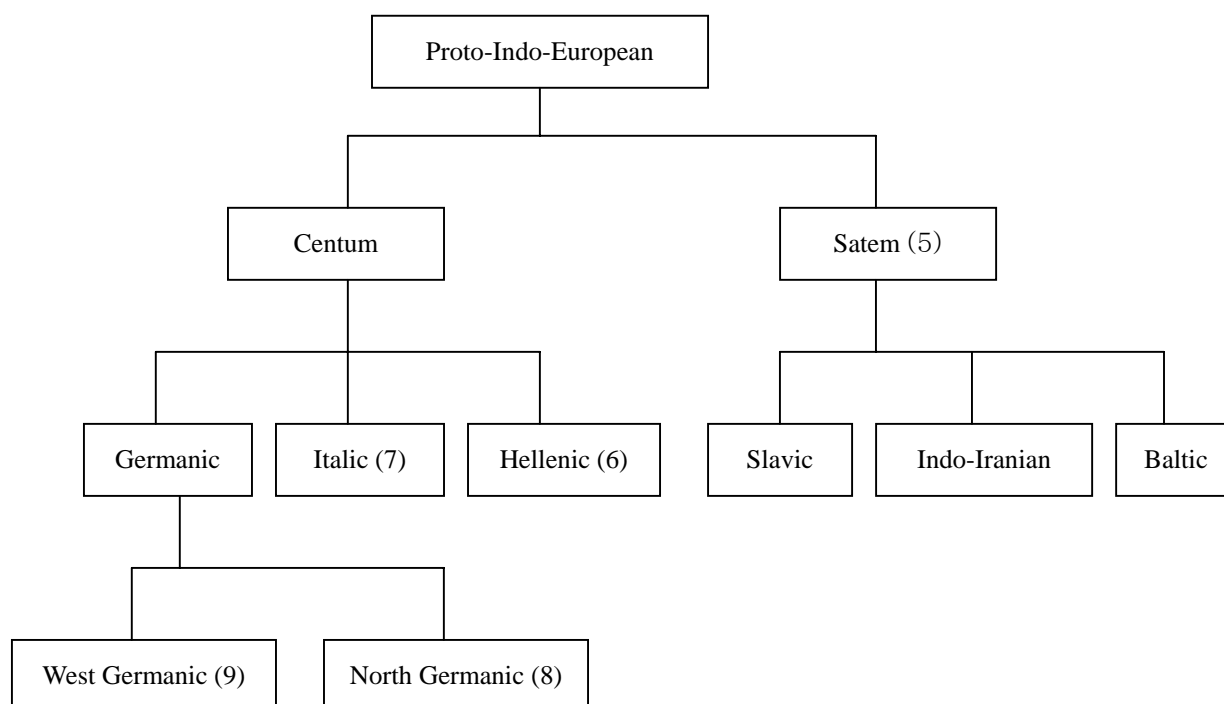 Proto-Indo-European
Centum
Satem (5)
Germanic
Italic (7)
Hellenic (6)
Slavic
Indo-Iranian
Baltic
West Germanic (9)
North Germanic (8)